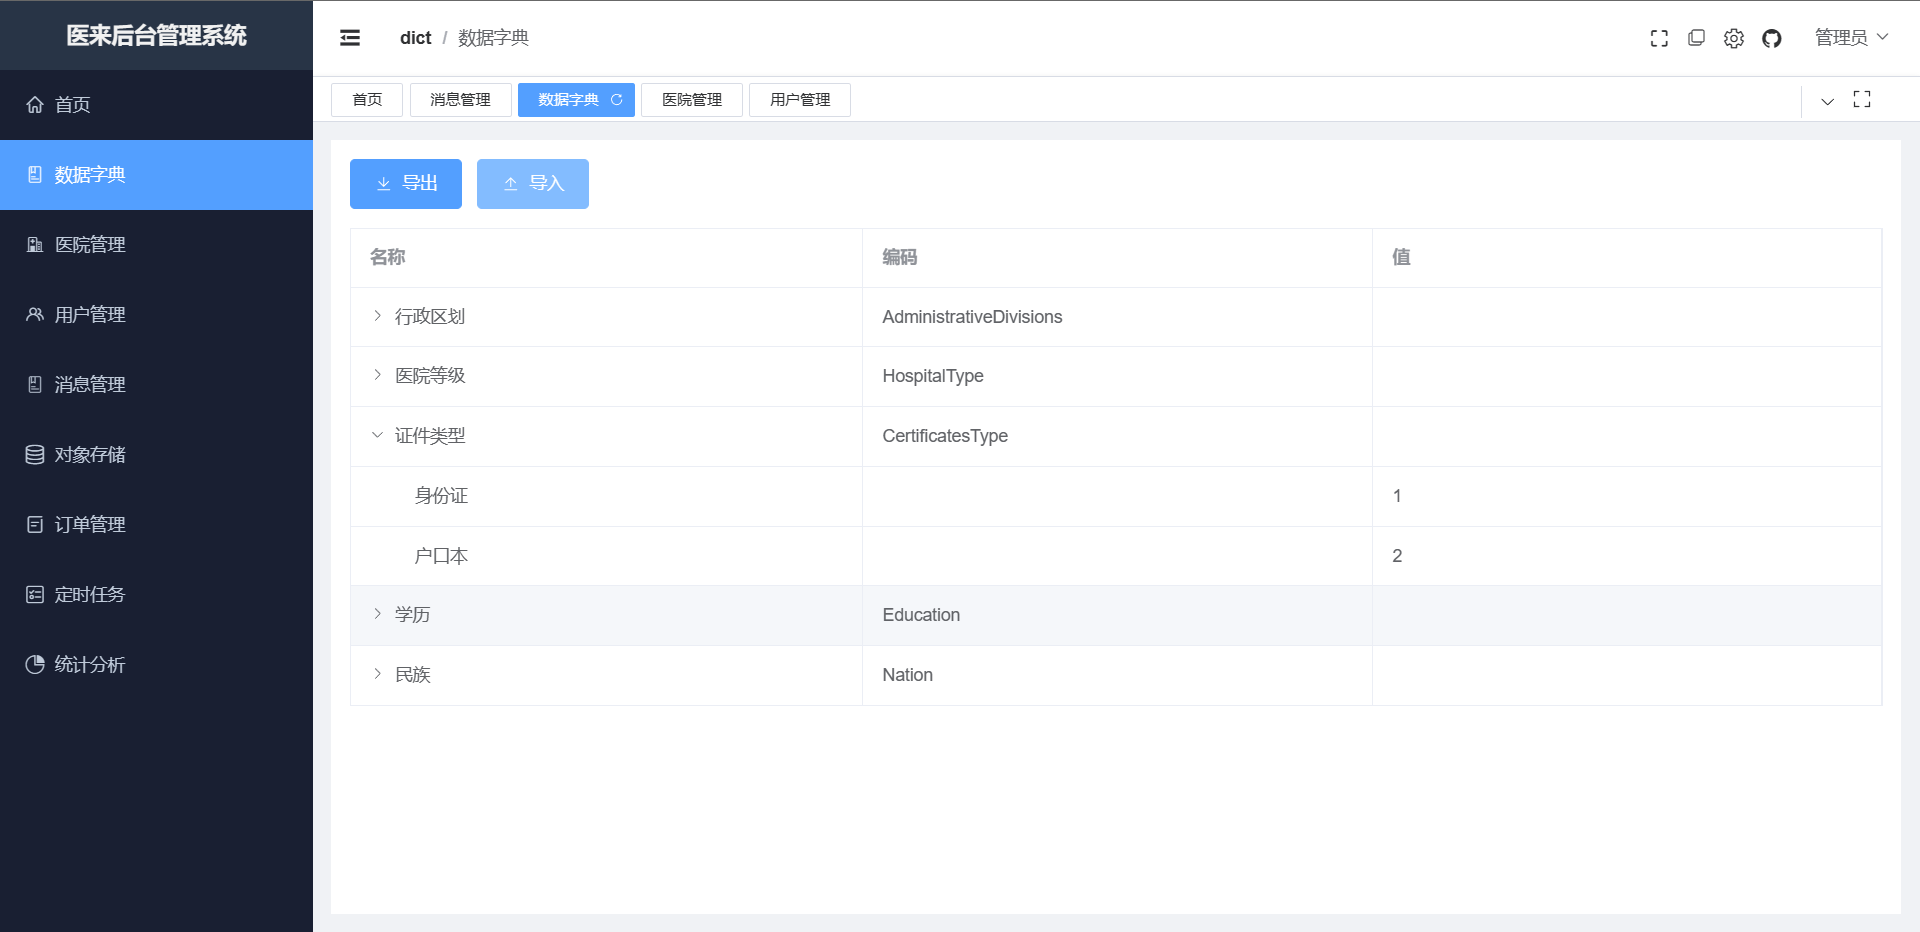 医来后台管理系统
首页
数据字典
医院管理
用户管理
消息管理
对象存储
订单管理
定时任务
统计分析
dict / 数据字典
管理员
首页 消息管理 数据字典 医院管理 用户管理
导出 导入
名称 编码 值
行政区划 AdministrativeDivisions
医院等级 HospitalType
证件类型 CertificatesType
身份证 1
户口本 2
学历 Education
民族 Nation